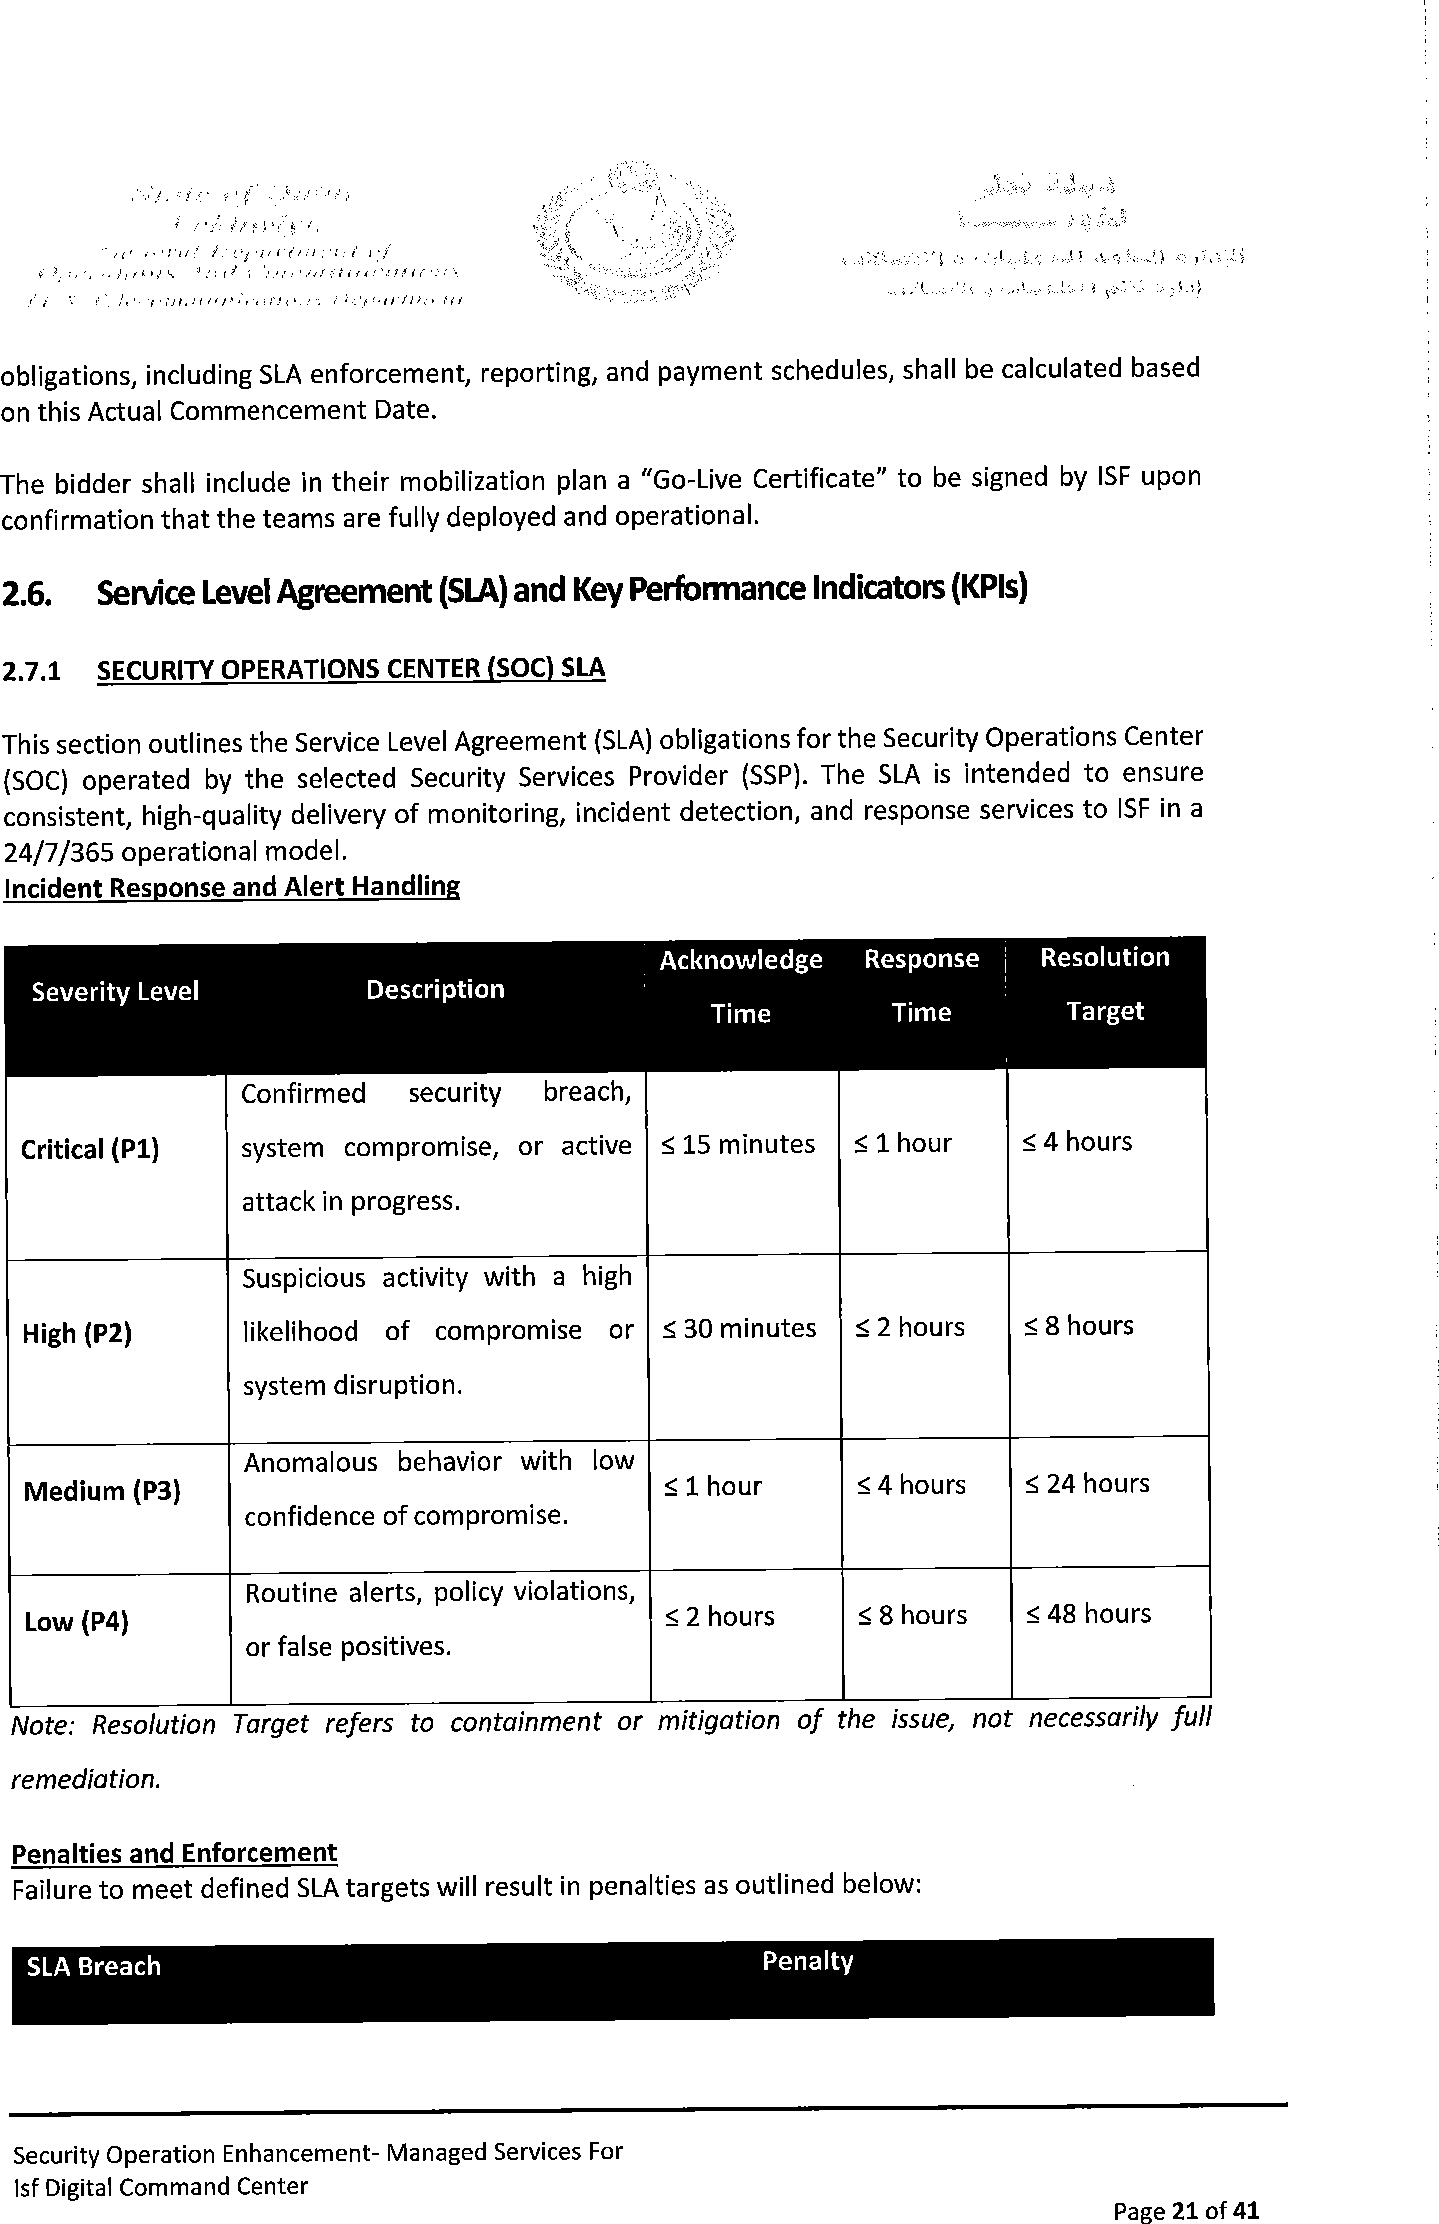 State of Qatar
Lekhwiya
دولة قطر
obligations, including SLA enforcement, reporting, and payment schedules, shall be calculated based
on this Actual Commencement Date.
The bidder shall include in their mobilization plan a “Go-Live Certificate” to be signed by ISF upon
confirmation that the teams are fully deployed and operational.
2.6. Service Level Agreement (SLA) and Key Performance Indicators (KPIs)
2.7.1 SECURITY OPERATIONS CENTER (SOC) SLA
This section outlines the Service Level Agreement (SLA) obligations for the Security Operations Center
(SOC) operated by the selected Security Services Provider (SSP). The SLA is intended to ensure
consistent, high-quality delivery of monitoring, incident detection, and response services to ISF in a
24/7/365 operational model.
Incident Response and Alert Handling
Severity Level Description Acknowledge Time Response Time Resolution Target
Critical (P1) Confirmed security breach,
system compromise, or active
attack in progress. ≤ 15 minutes ≤ 1 hour ≤ 4 hours
High (P2) Suspicious activity with a high
likelihood of compromise or
system disruption. ≤ 30 minutes ≤ 2 hours ≤ 8 hours
Medium (P3) Anomalous behavior with low
confidence of compromise. ≤ 1 hour ≤ 4 hours ≤ 24 hours
Low (P4) Routine alerts, policy violations,
or false positives. ≤ 2 hours ≤ 8 hours ≤ 48 hours
Note: Resolution Target refers to containment or mitigation of the issue, not necessarily full
remediation.
Penalties and Enforcement
Failure to meet defined SLA targets will result in penalties as outlined below:
SLA Breach Penalty
Security Operation Enhancement- Managed Services For
Isf Digital Command Center
Page 21 of 41